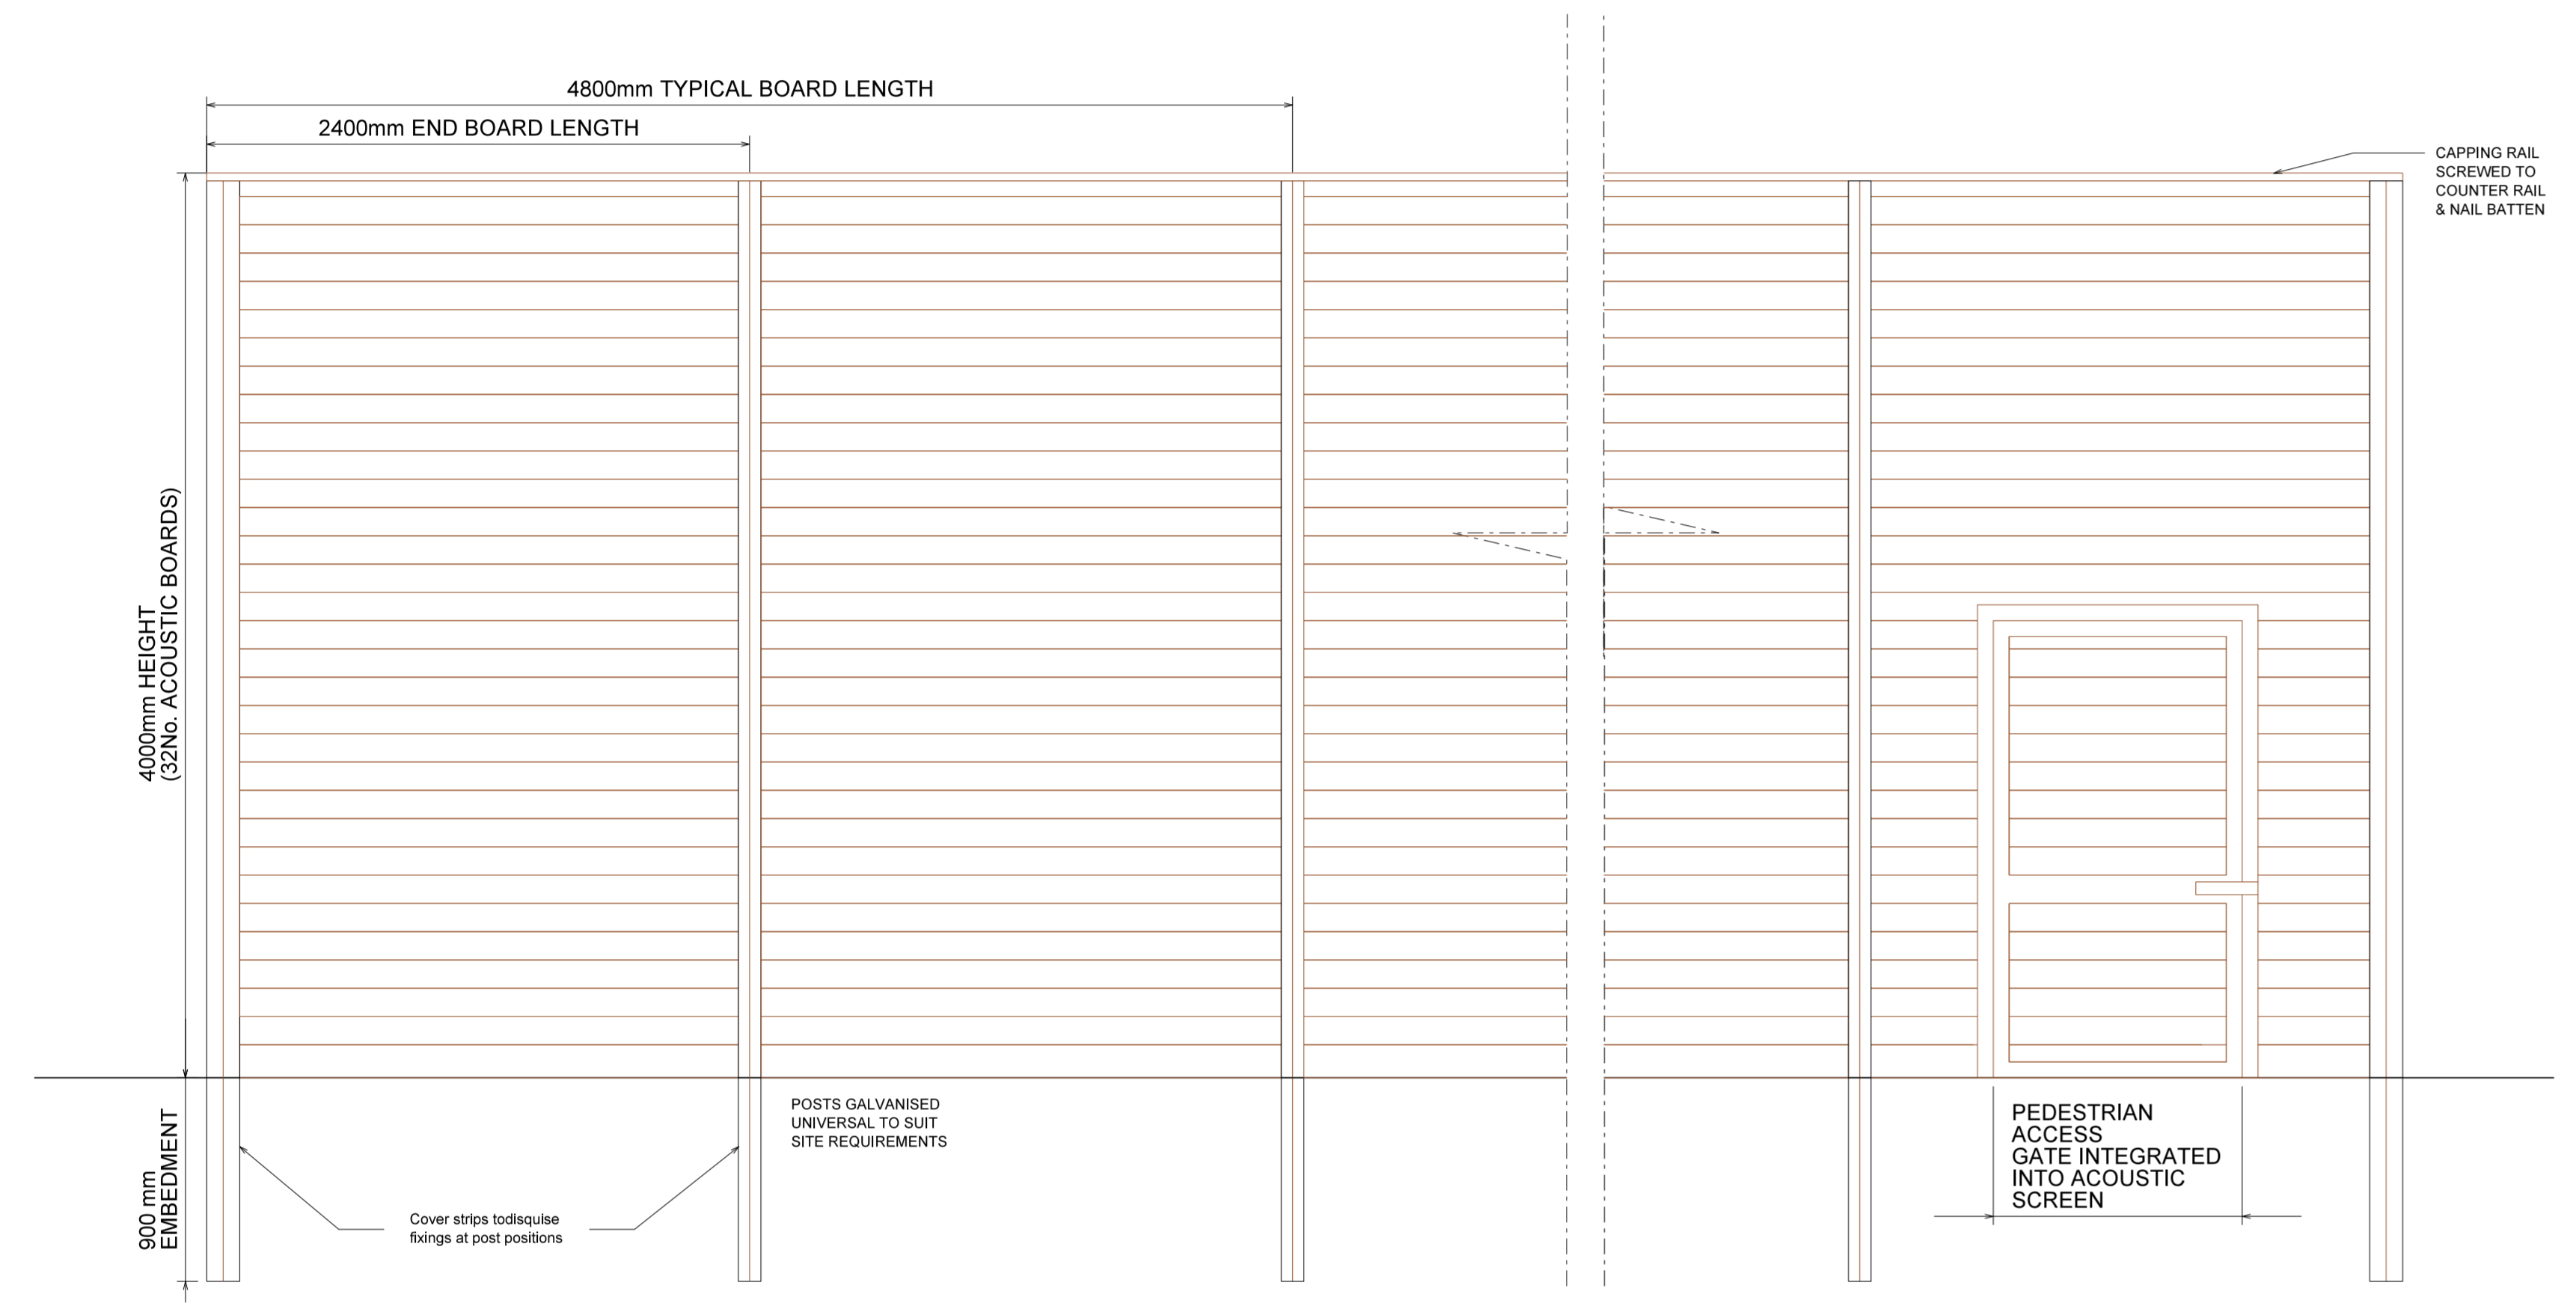 4800mm TYPICAL BOARD LENGTH
2400mm END BOARD LENGTH
CAPPING RAIL
SCREWED TO
COUNTER RAIL
& NAIL BATTEN
4000mm HEIGHT
(32No. ACOUSTIC BOARDS)
900 mm
EMBEDMENT
POSTS GALVANISED
UNIVERSAL TO SUIT
SITE REQUIREMENTS
Cover strips todisquise
fixings at post positions
PEDESTRIAN
ACCESS
GATE INTEGRATED
INTO ACOUSTIC
SCREEN